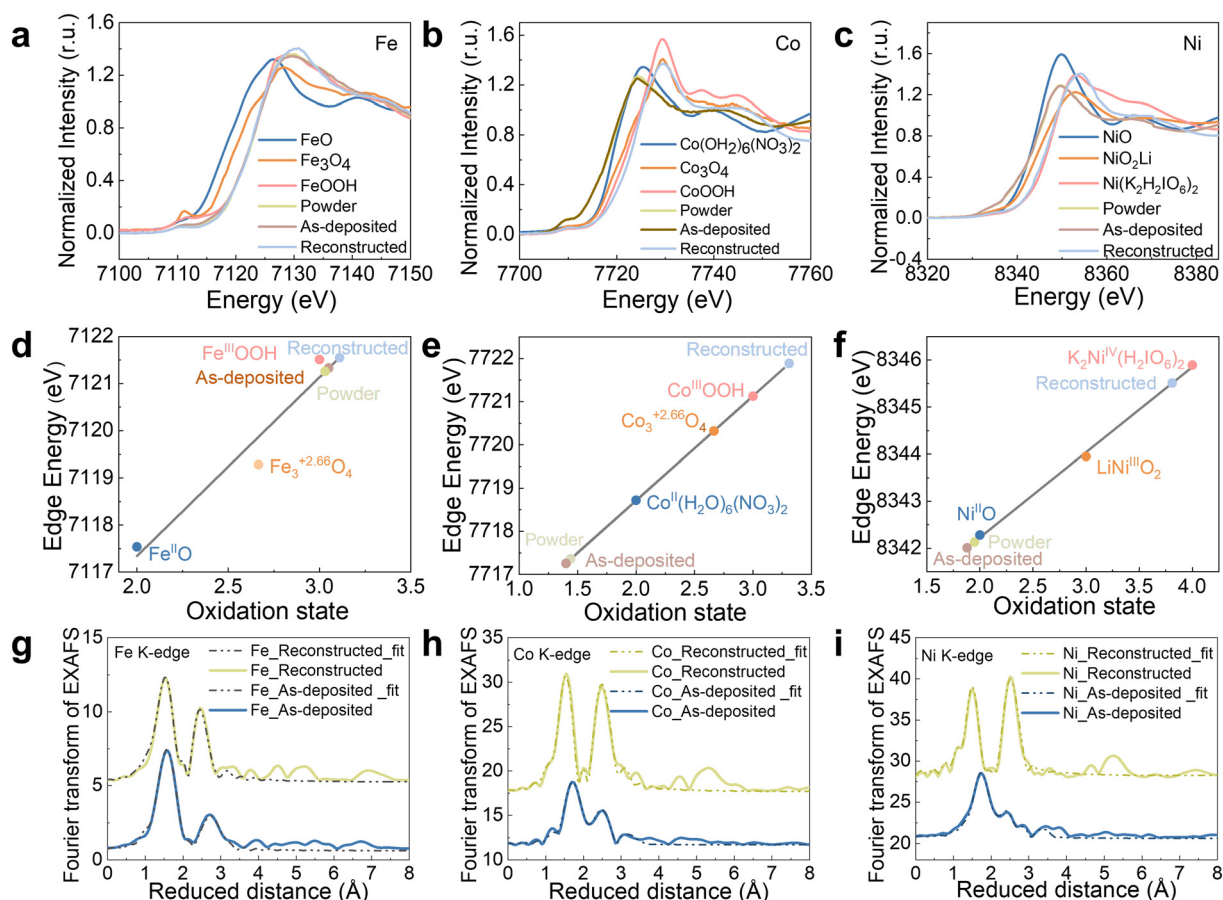 a
Fe
Normalized Intensity (r.u.)
1.6
1.2
0.8
0.4
0.0
FeO
Fe₃O₄
FeOOH
Powder
As-deposited
Reconstructed
7100 7110 7120 7130 7140 7150
Energy (eV)
b
Co
Normalized Intensity (r.u.)
1.6
1.2
0.8
0.4
0.0
Co(OH₂)₆(NO₃)₂
Co₃O₄
CoOOH
Powder
As-deposited
Reconstructed
7700 7720 7740 7760
Energy (eV)
c
Ni
Normalized Intensity (r.u.)
1.6
1.2
0.8
0.4
0.0
-0.4
NiO
NiO₂Li
Ni(K₂H₂IO₆)₂
Powder
As-deposited
Reconstructed
8320 8340 8360 8380
Energy (eV)
d
Edge Energy (eV)
7122
7121
7120
7119
7118
7117
FeᴵᴵᴵOOH
Reconstructed
As-deposited
Powder
Fe₃⁺²·⁶⁶O₄
FeᴵᴵO
2.0 2.5 3.0 3.5
Oxidation state
e
Edge Energy (eV)
7722
7721
7720
7719
7718
7717
Reconstructed
CoᴵᴵᴵOOH
Co₃⁺²·⁶⁶O₄
Coᴵᴵ(H₂O)₆(NO₃)₂
Powder
As-deposited
1.0 1.5 2.0 2.5 3.0 3.5
Oxidation state
f
Edge Energy (eV)
8346
8345
8344
8343
8342
K₂Niᴵⱽ(H₂IO₆)₂
Reconstructed
LiNiᴵᴵᴵO₂
NiᴵᴵO
Powder
As-deposited
1.5 2.0 2.5 3.0 3.5 4.0
Oxidation state
g
Fourier transform of EXAFS
15
10
5
0
Fe K-edge
Fe_Reconstructed_fit
Fe_Reconstructed
Fe_As-deposited _fit
Fe_As-deposited
0 1 2 3 4 5 6 7 8
Reduced distance (Å)
h
Fourier transform of EXAFS
35
30
25
20
15
10
Co K-edge
Co_Reconstructed_fit
Co_Reconstructed
Co_As-deposited _fit
Co_As-deposited
0 1 2 3 4 5 6 7 8
Reduced distance (Å)
i
Fourier transform of EXAFS
45
40
35
30
25
20
Ni K-edge
Ni_Reconstructed_fit
Ni_Reconstructed
Ni_As-deposited _fit
Ni_As-deposited
0 1 2 3 4 5 6 7 8
Reduced distance (Å)